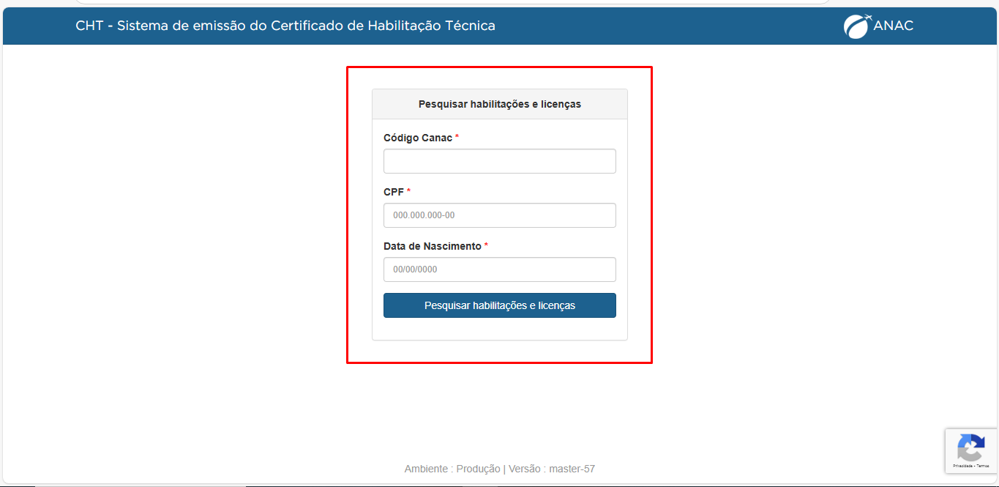 CHT - Sistema de emissão do Certificado de Habilitação Técnica
ANAC
Pesquisar habilitações e licenças
Código Canac *
CPF *
000.000.000-00
Data de Nascimento *
00/00/0000
Pesquisar habilitações e licenças
Privacidade - Termos
Ambiente : Produção | Versão : master-57